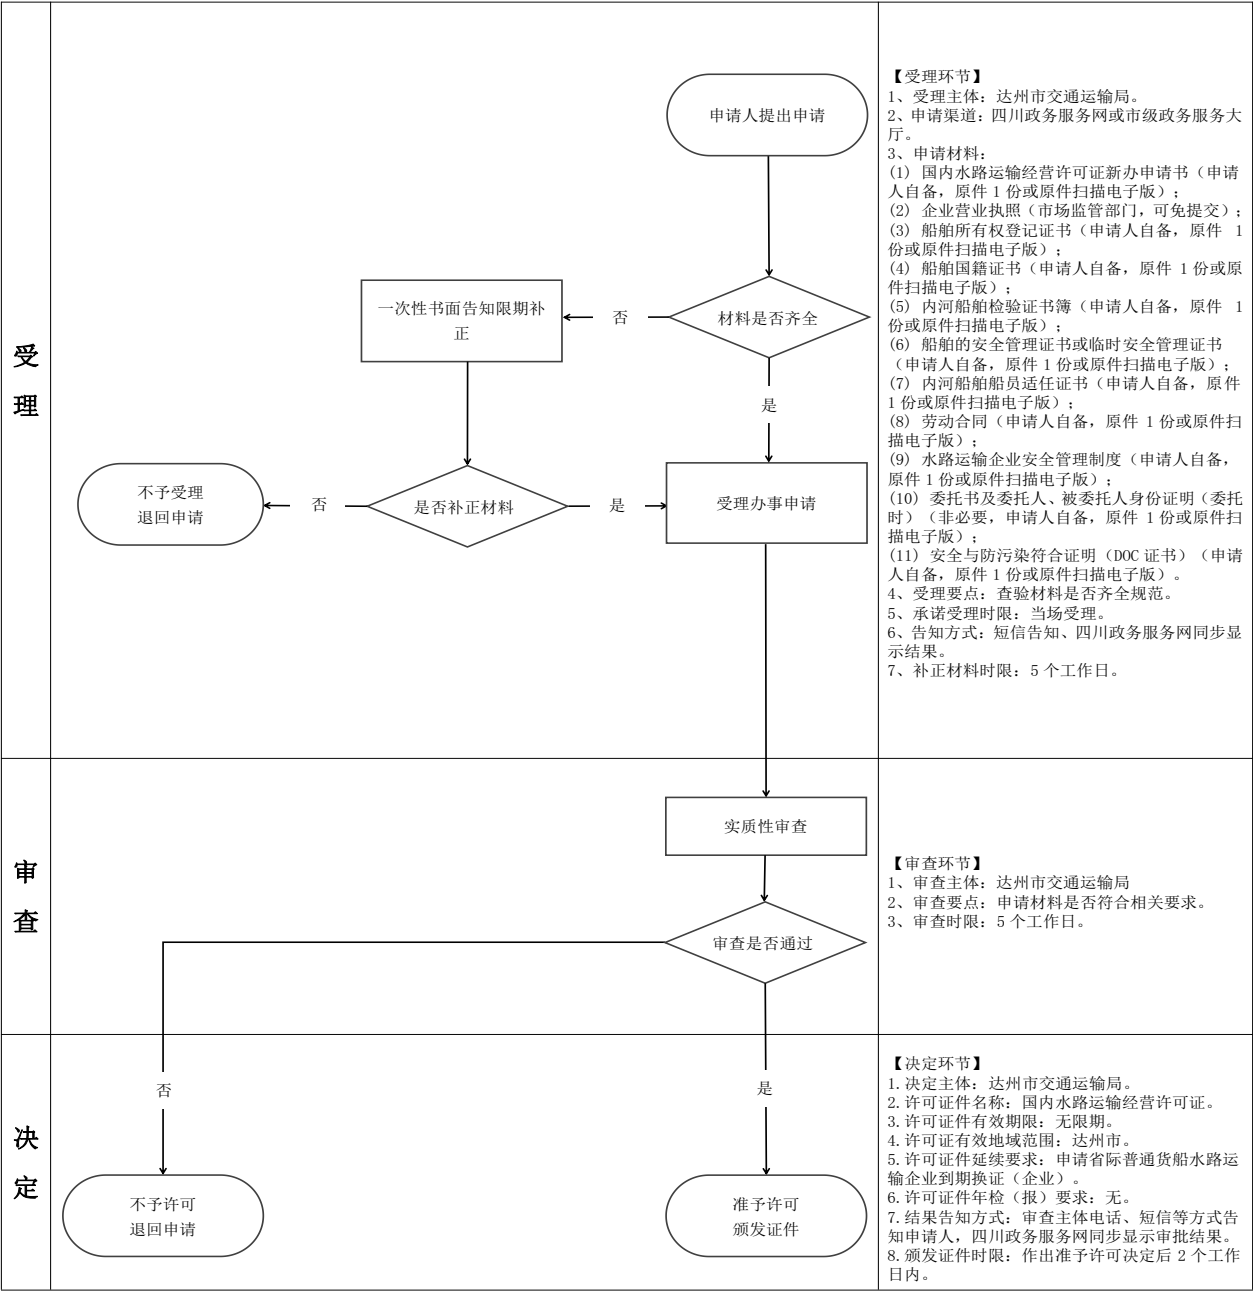 受
理
申请人提出申请
材料是否齐全
否
一次性书面告知限期补
正
是
不予受理
退回申请
否
是否补正材料
是
受理办事申请
【受理环节】
1、受理主体：达州市交通运输局。
2、申请渠道：四川政务服务网或市级政务服务大
厅。
3、申请材料：
(1) 国内水路运输经营许可证新办申请书（申请
人自备，原件 1 份或原件扫描电子版）；
(2) 企业营业执照（市场监管部门，可免提交）；
(3) 船舶所有权登记证书（申请人自备，原件 1
份或原件扫描电子版）；
(4) 船舶国籍证书（申请人自备，原件 1 份或原
件扫描电子版）；
(5) 内河船舶检验证书簿（申请人自备，原件 1
份或原件扫描电子版）；
(6) 船舶的安全管理证书或临时安全管理证书
（申请人自备，原件 1 份或原件扫描电子版）；
(7) 内河船舶船员适任证书（申请人自备，原件
1 份或原件扫描电子版）；
(8) 劳动合同（申请人自备，原件 1 份或原件扫
描电子版）；
(9) 水路运输企业安全管理制度（申请人自备，
原件 1 份或原件扫描电子版）；
(10) 委托书及委托人、被委托人身份证明（委托
时）（非必要，申请人自备，原件 1 份或原件扫
描电子版）；
(11) 安全与防污染符合证明（DOC 证书）（申请
人自备，原件 1 份或原件扫描电子版）。
4、受理要点：查验材料是否齐全规范。
5、承诺受理时限：当场受理。
6、告知方式：短信告知、四川政务服务网同步显
示结果。
7、补正材料时限：5 个工作日。
审
查
实质性审查
审查是否通过
【审查环节】
1、审查主体：达州市交通运输局
2、审查要点：申请材料是否符合相关要求。
3、审查时限：5 个工作日。
决
定
否
是
不予许可
退回申请
准予许可
颁发证件
【决定环节】
1.决定主体：达州市交通运输局。
2.许可证件名称：国内水路运输经营许可证。
3.许可证件有效期限：无限期。
4.许可证有效地域范围：达州市。
5.许可证件延续要求：申请省际普通货船水路运
输企业到期换证（企业）。
6.许可证件年检（报）要求：无。
7.结果告知方式：审查主体电话、短信等方式告
知申请人，四川政务服务网同步显示审批结果。
8.颁发证件时限：作出准予许可决定后 2 个工作
日内。